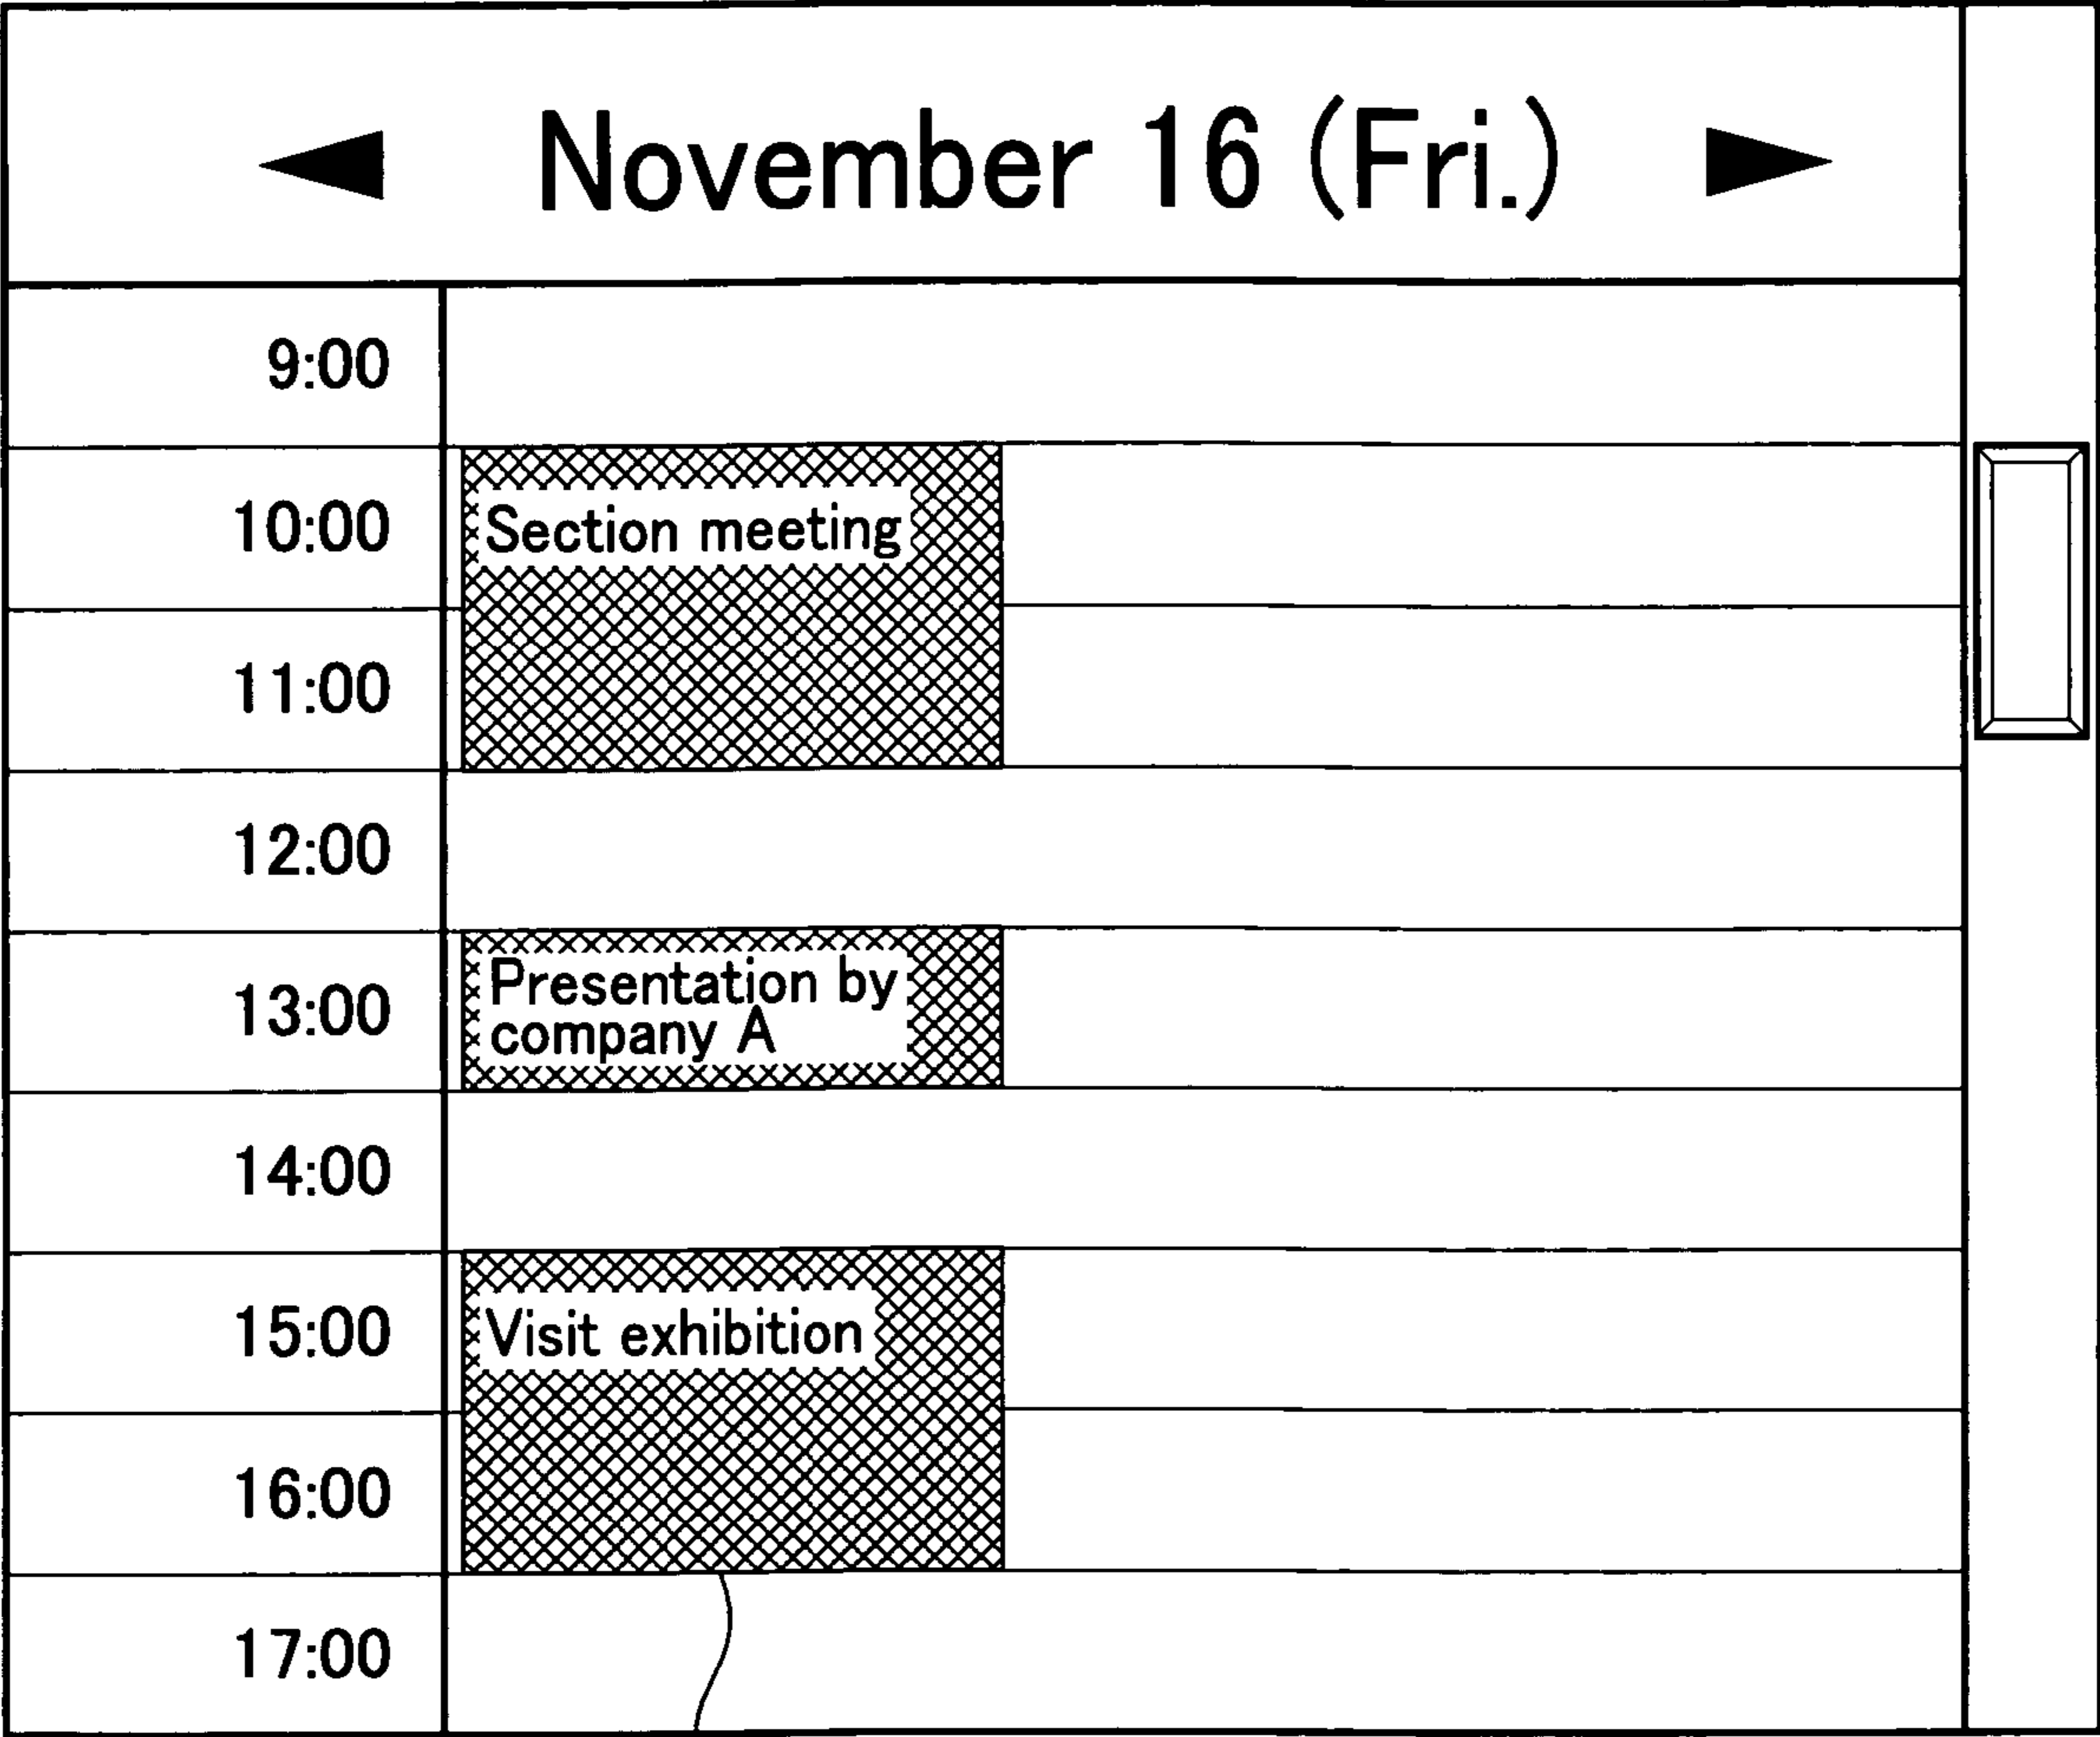 November 16 (Fri.)
9:00
10:00
Section meeting
11:00
12:00
13:00
Presentation by
company A
14:00
15:00
Visit exhibition
16:00
17:00